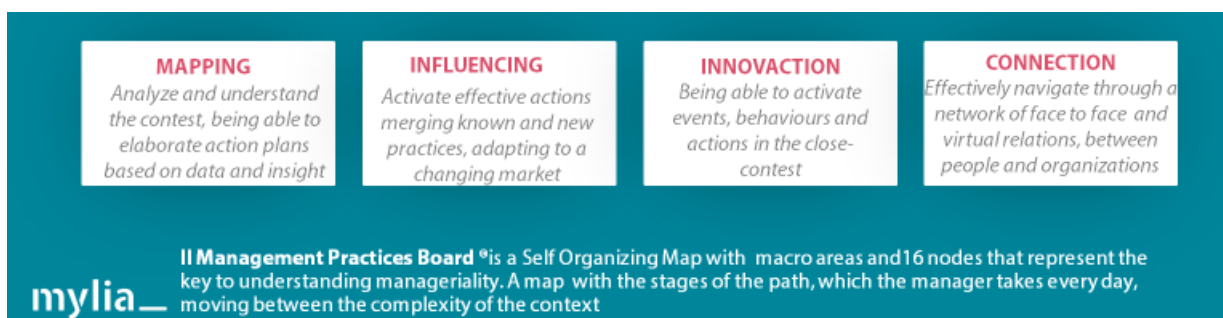 MAPPING
Analyze and understand
the contest, being able to
elaborate action plans
based on data and insight
INFLUENCING
Activate effective actions
merging known and new
practices, adapting to a
changing market
INNOVACTION
Being able to activate
events, behaviours and
actions in the close-
contest
CONNECTION
Effectively navigate through a
network of face to face and
virtual relations, between
people and organizations
Il Management Practices Board ®is a Self Organizing Map with macro areas and16 nodes that represent the
key to understanding manageriality. A map with the stages of the path, which the manager takes every day,
moving between the complexity of the context
mylia_